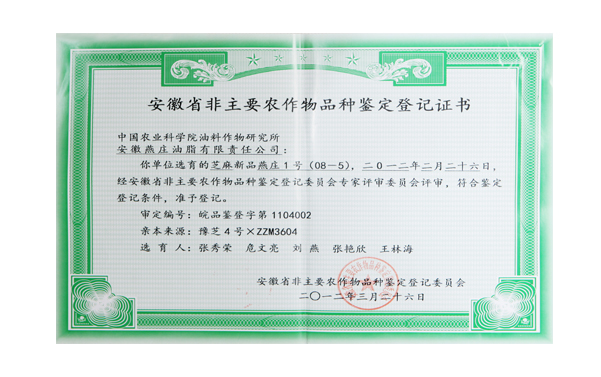 安徽省非主要农作物品种鉴定登记证书
中国农业科学院油料作物研究所
安徽燕庄油脂有限责任公司：
你单位选育的芝麻新品燕庄1号（08-5），二〇一二年二月二十六日，
经安徽省非主要农作物品种鉴定登记委员会专家评审委员会评审，符合鉴定
登记条件，准予登记。
审定编号：皖品鉴登字第1104002
亲本来源：豫芝4号×ZZM3604
选育人：张秀荣 危文亮 刘燕 张艳欣 王林海
安徽省非主要农作物品种鉴定登记委员会
二〇一二年三月二十六日